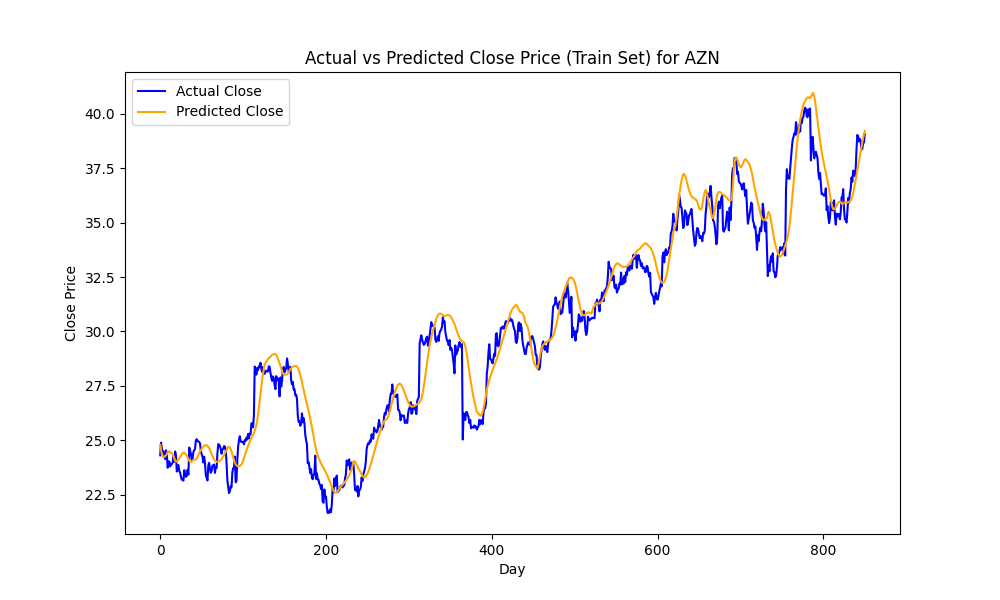 Actual vs Predicted Close Price (Train Set) for AZN
Actual Close
Predicted Close
Close Price
40.0
37.5
35.0
32.5
30.0
27.5
25.0
22.5
0 200 400 600 800
Day